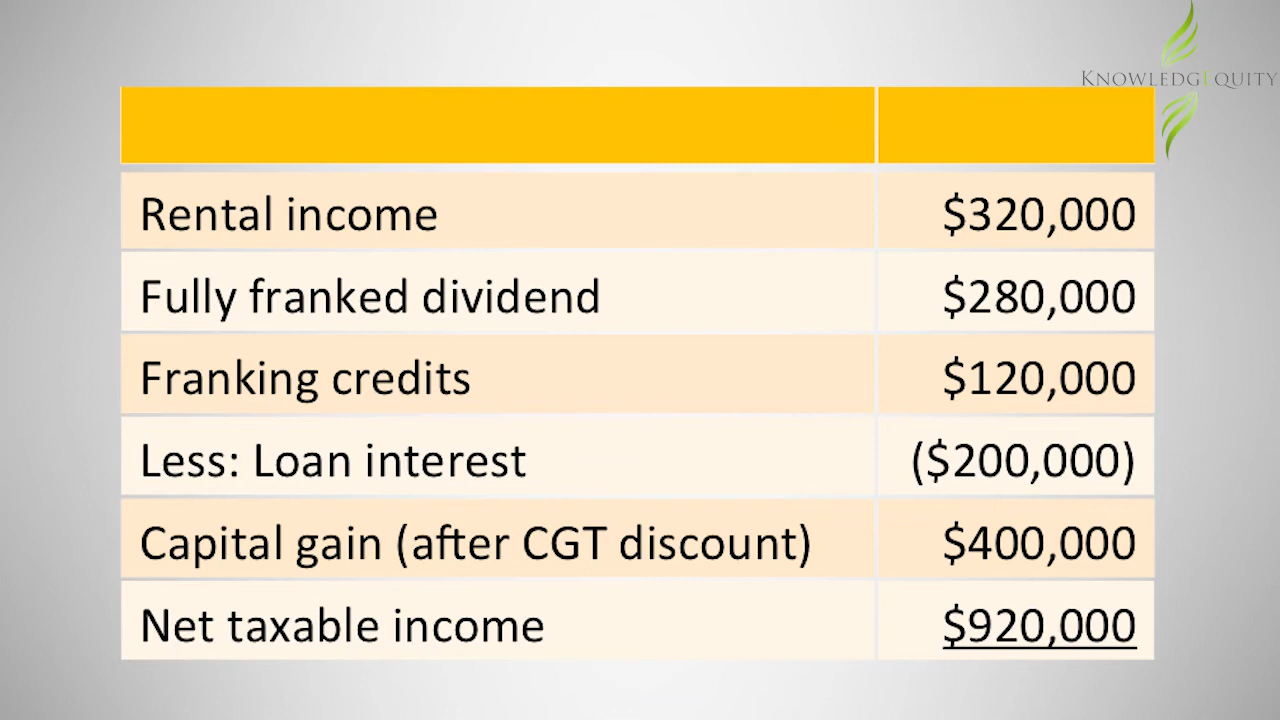 KNOWLEDGEQUITY
Rental income $320,000
Fully franked dividend $280,000
Franking credits $120,000
Less: Loan interest ($200,000)
Capital gain (after CGT discount) $400,000
Net taxable income $920,000